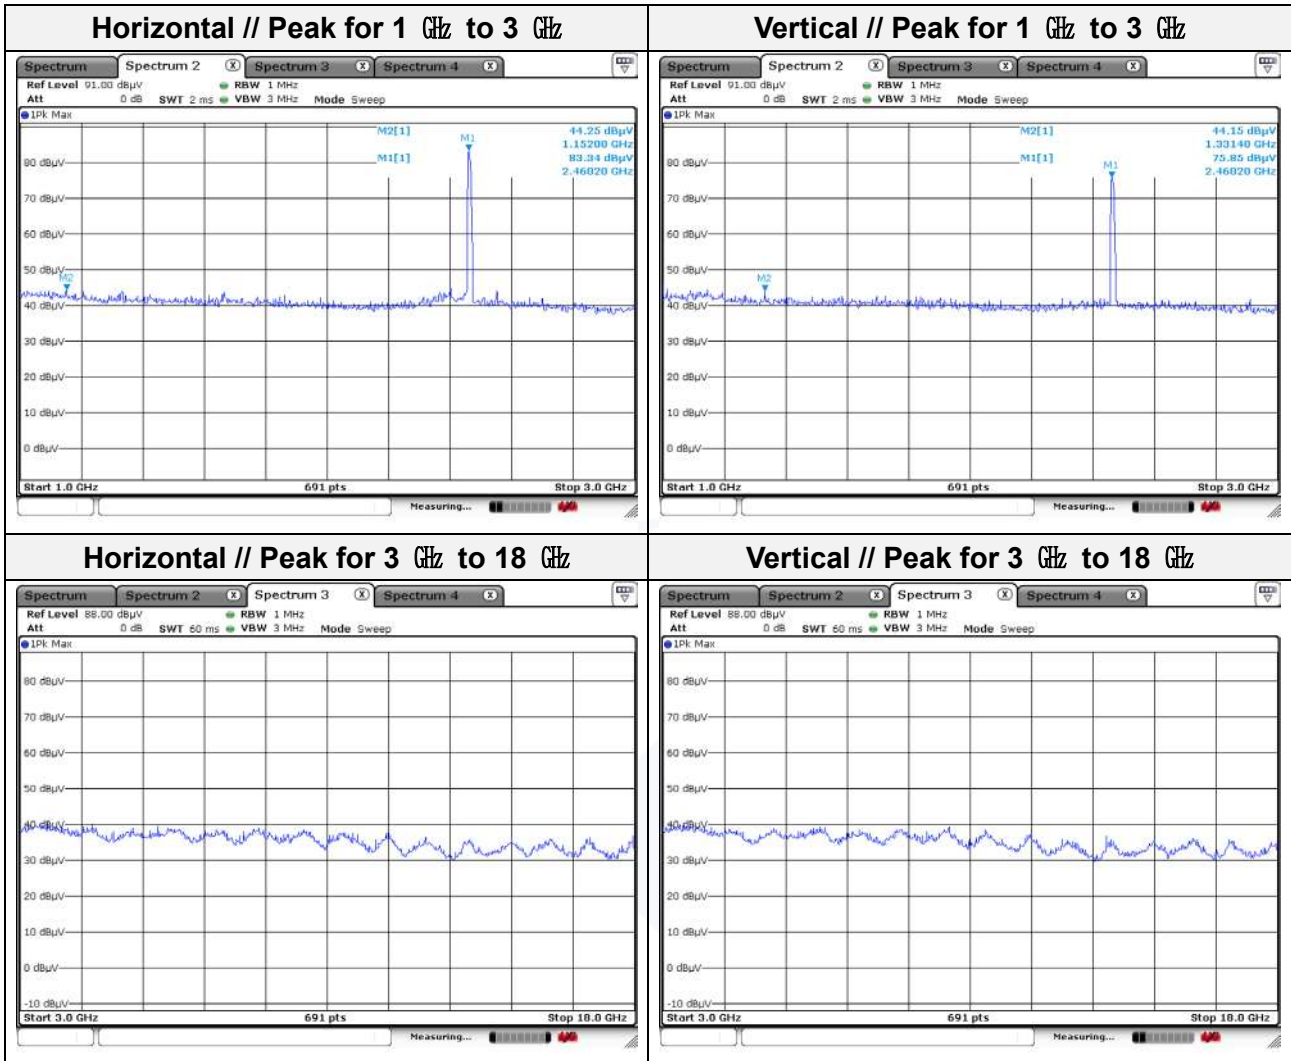 Horizontal // Peak for 1 ㎓ to 3 ㎓
Vertical // Peak for 1 ㎓ to 3 ㎓
Spectrum Spectrum 2 Spectrum 3 Spectrum 4
Ref Level 91.00 dBµV RBW 1 MHz
Att 0 dB SWT 2 ms VBW 3 MHz Mode Sweep
1Pk Max
M2[1] 44.25 dBµV
1.15200 GHz
M1[1] 83.34 dBµV
2.46020 GHz
M1
M2
80 dBµV
70 dBµV
60 dBµV
50 dBµV
40 dBµV
30 dBµV
20 dBµV
10 dBµV
0 dBµV
Start 1.0 GHz 691 pts Stop 3.0 GHz
Measuring...
Spectrum Spectrum 2 Spectrum 3 Spectrum 4
Ref Level 91.00 dBµV RBW 1 MHz
Att 0 dB SWT 2 ms VBW 3 MHz Mode Sweep
1Pk Max
M2[1] 44.15 dBµV
1.33140 GHz
M1[1] 75.85 dBµV
2.46020 GHz
M1
M2
80 dBµV
70 dBµV
60 dBµV
50 dBµV
40 dBµV
30 dBµV
20 dBµV
10 dBµV
0 dBµV
Start 1.0 GHz 691 pts Stop 3.0 GHz
Measuring...
Horizontal // Peak for 3 ㎓ to 18 ㎓
Vertical // Peak for 3 ㎓ to 18 ㎓
Spectrum Spectrum 2 Spectrum 3 Spectrum 4
Ref Level 88.00 dBµV RBW 1 MHz
Att 0 dB SWT 60 ms VBW 3 MHz Mode Sweep
1Pk Max
80 dBµV
70 dBµV
60 dBµV
50 dBµV
40 dBµV
30 dBµV
20 dBµV
10 dBµV
0 dBµV
-10 dBµV
Start 3.0 GHz 691 pts Stop 18.0 GHz
Measuring...
Spectrum Spectrum 2 Spectrum 3 Spectrum 4
Ref Level 88.00 dBµV RBW 1 MHz
Att 0 dB SWT 60 ms VBW 3 MHz Mode Sweep
1Pk Max
80 dBµV
70 dBµV
60 dBµV
50 dBµV
40 dBµV
30 dBµV
20 dBµV
10 dBµV
0 dBµV
-10 dBµV
Start 3.0 GHz 691 pts Stop 18.0 GHz
Measuring...